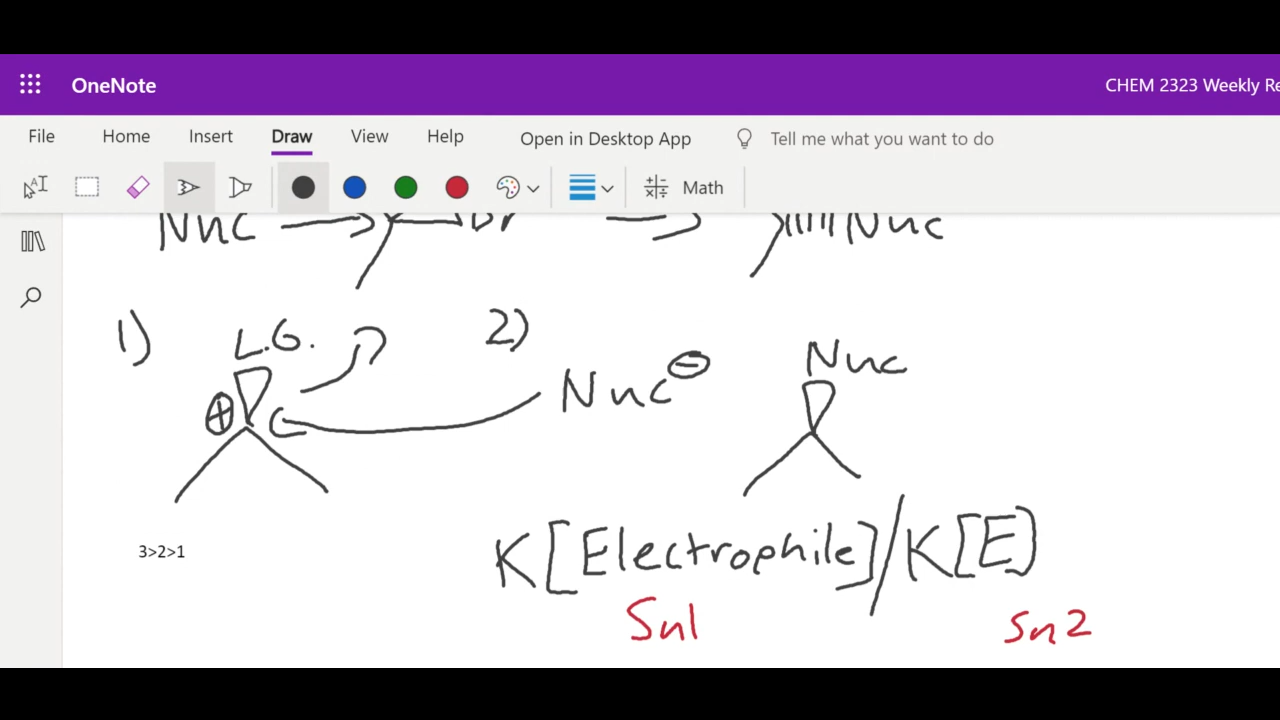 OneNote
CHEM 2323 Weekly Re
File Home Insert Draw View Help Open in Desktop App Tell me what you want to do
Math
Nuc Br Nuc
1) L.G. 2) Nuc⊖ Nuc
⊕
3>2>1
K[Electrophile]/K[E]
Sn1 Sn2